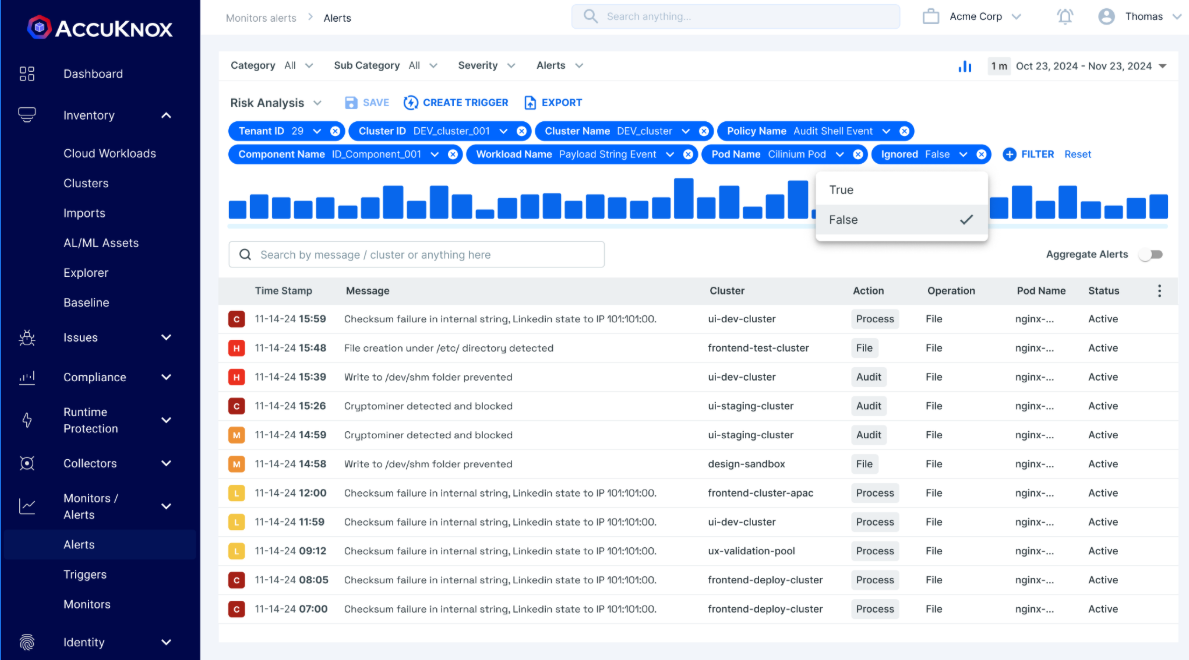 ACCUKNOX
Monitors alerts > Alerts
Search anything...
Acme Corp
Thomas
Dashboard
Inventory
Cloud Workloads
Clusters
Imports
AL/ML Assets
Explorer
Baseline
Issues
Compliance
Runtime
Protection
Collectors
Monitors /
Alerts
Alerts
Triggers
Monitors
Identity
Category All Sub Category All Severity Alerts
1 m Oct 23, 2024 - Nov 23, 2024
Risk Analysis SAVE CREATE TRIGGER EXPORT
Tenant ID 29 Cluster ID DEV_cluster_001 Cluster Name DEV_cluster Policy Name Audit Shell Event
Component Name ID_Component_001 Workload Name Payload String Event Pod Name Cilinium Pod Ignored False FILTER Reset
True
False
Search by message / cluster or anything here
Aggregate Alerts
Time Stamp Message Cluster Action Operation Pod Name Status
C 11-14-24 15:59 Checksum failure in internal string, Linkedin state to IP 101:101:00. ui-dev-cluster Process File nginx-... Active
H 11-14-24 15:48 File creation under /etc/ directory detected frontend-test-cluster File File nginx-... Active
H 11-14-24 15:39 Write to /dev/shm folder prevented ui-dev-cluster Audit File nginx-... Active
C 11-14-24 15:26 Cryptominer detected and blocked ui-staging-cluster Audit File nginx-... Active
M 11-14-24 14:59 Cryptominer detected and blocked ui-staging-cluster Audit File nginx-... Active
M 11-14-24 14:58 Write to /dev/shm folder prevented design-sandbox File File nginx-... Active
L 11-14-24 12:00 Checksum failure in internal string, Linkedin state to IP 101:101:00. frontend-cluster-apac Process File nginx-... Active
L 11-14-24 11:59 Checksum failure in internal string, Linkedin state to IP 101:101:00. ui-dev-cluster Process File nginx-... Active
L 11-14-24 09:12 Checksum failure in internal string, Linkedin state to IP 101:101:00. ux-validation-pool Process File nginx-... Active
C 11-14-24 08:05 Checksum failure in internal string, Linkedin state to IP 101:101:00. frontend-deploy-cluster Process File nginx-... Active
C 11-14-24 07:00 Checksum failure in internal string, Linkedin state to IP 101:101:00. frontend-deploy-cluster Process File nginx-... Active